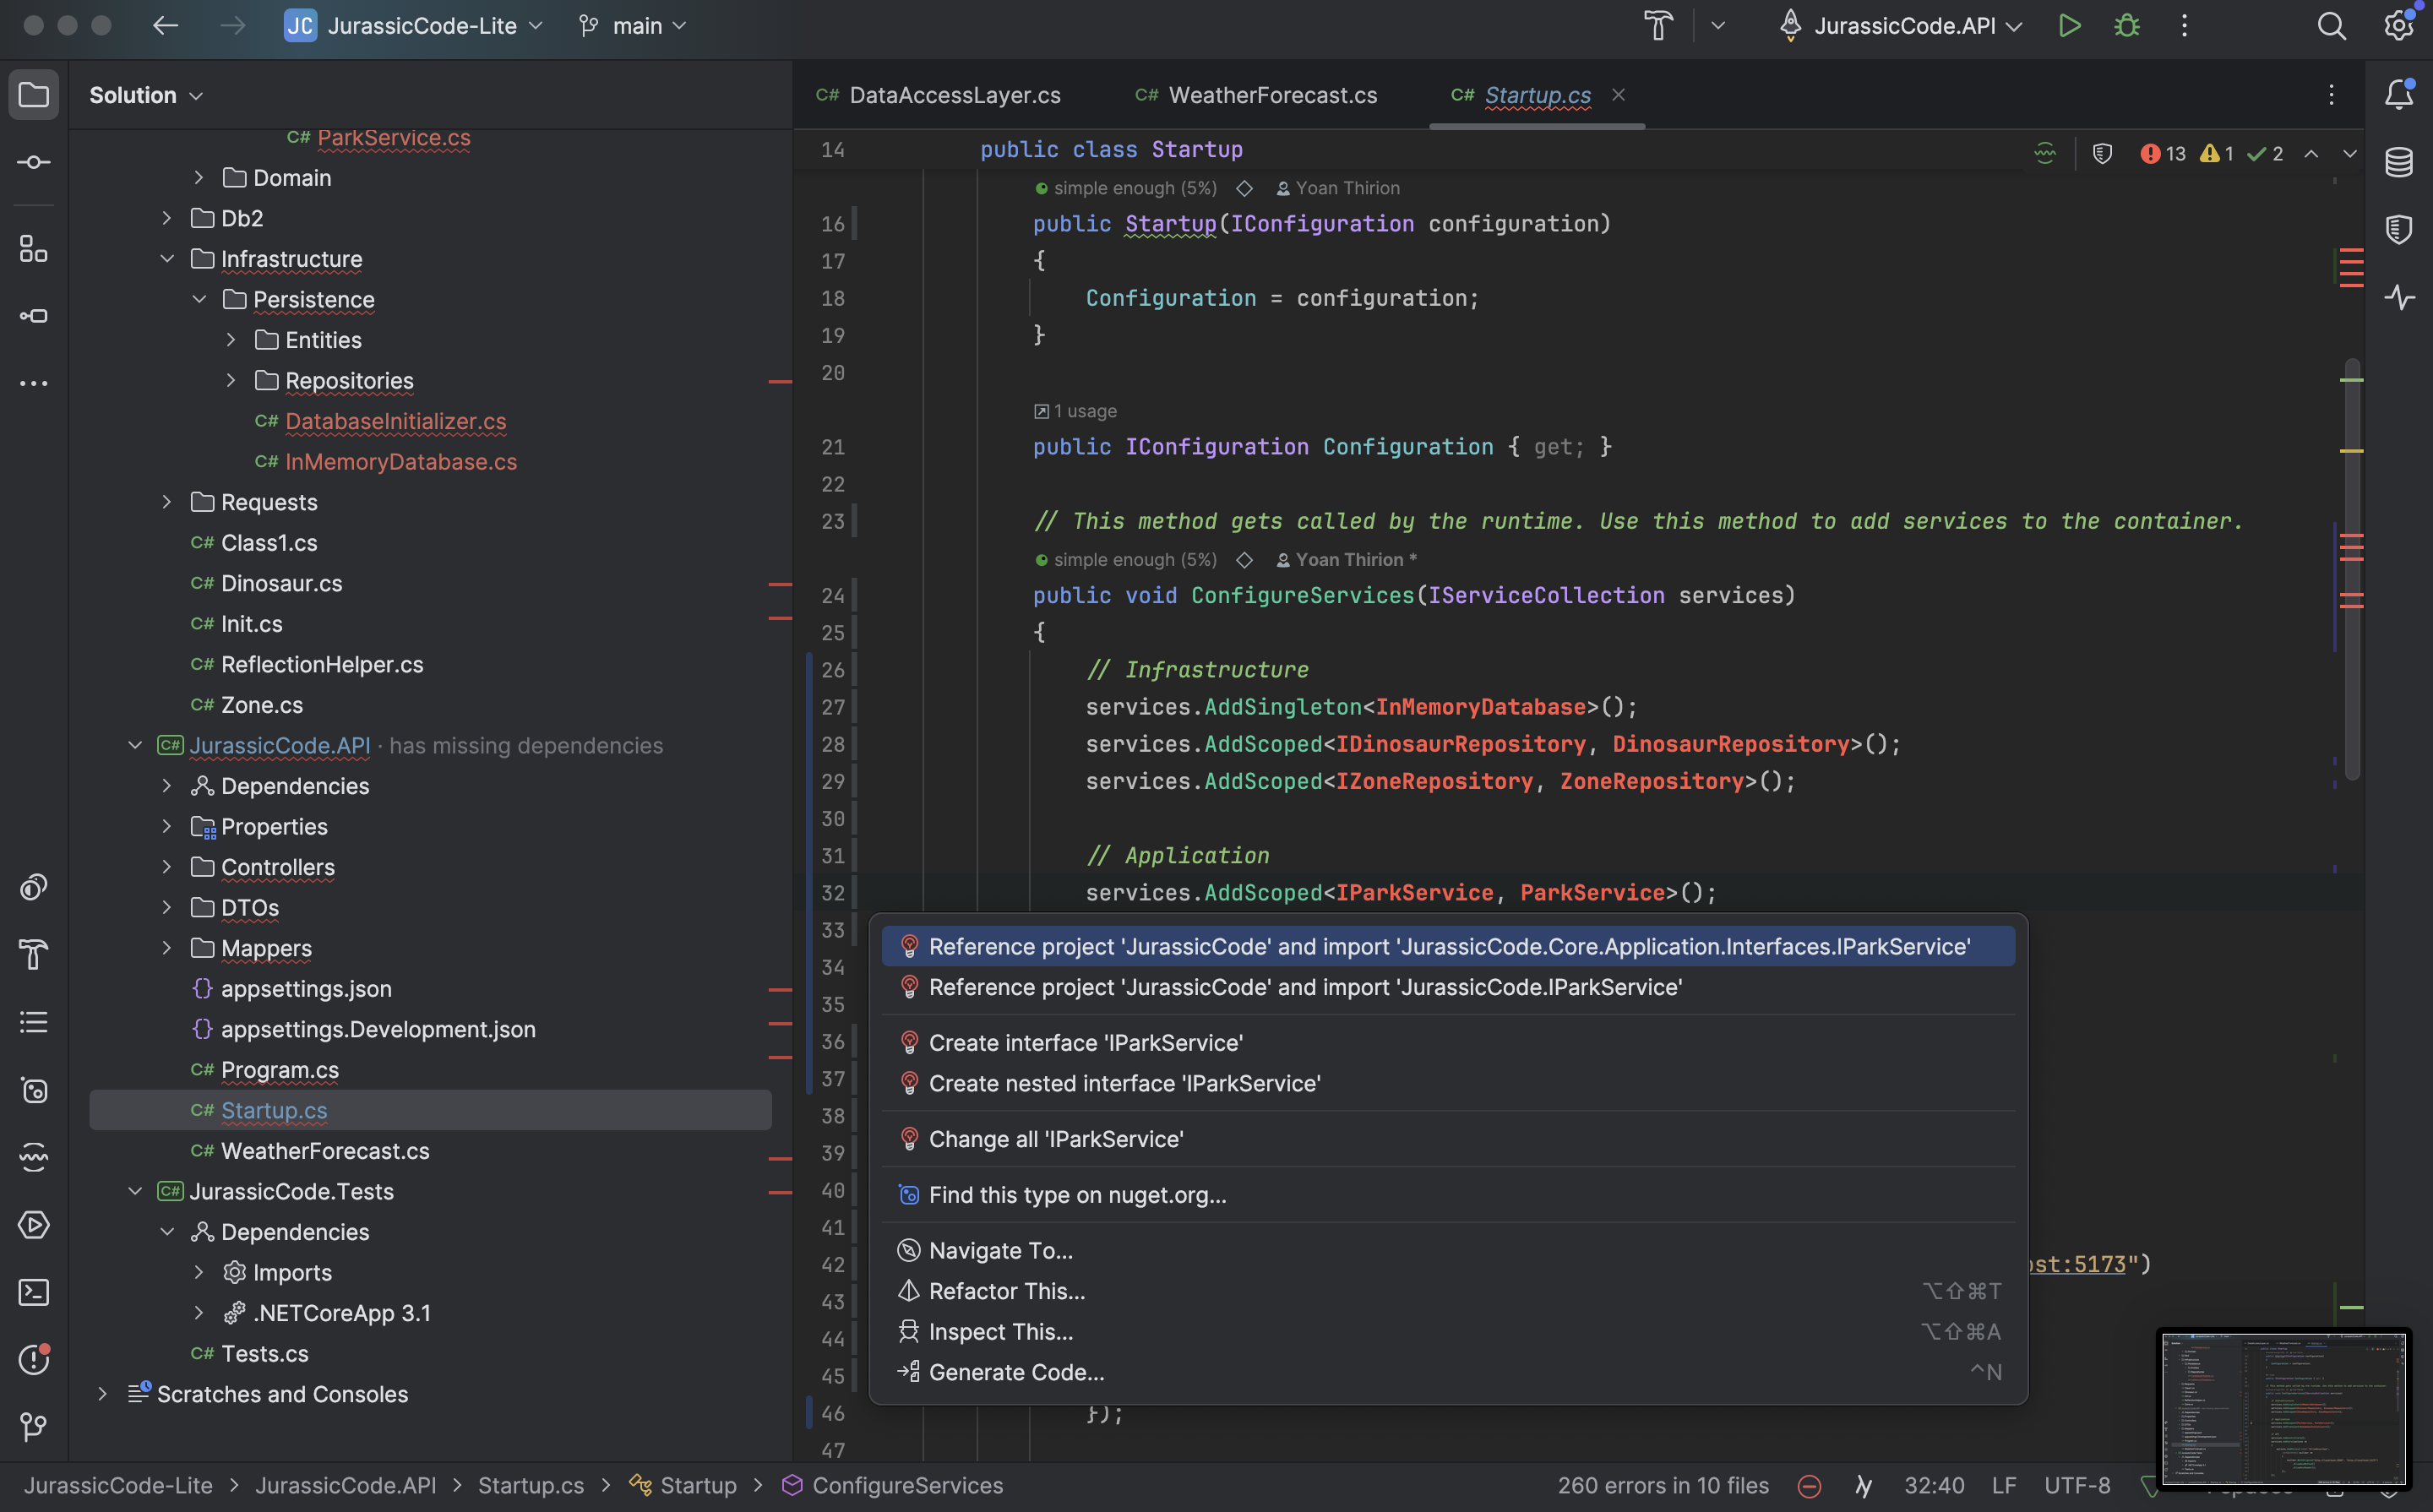 JC JurassicCode-Lite main JurassicCode.API
Solution
ParkService.cs
Domain
Db2
Infrastructure
Persistence
Entities
Repositories
C# DatabaseInitializer.cs
C# InMemoryDatabase.cs
Requests
C# Class1.cs
C# Dinosaur.cs
C# Init.cs
C# ReflectionHelper.cs
C# Zone.cs
C# JurassicCode.API · has missing dependencies
Dependencies
Properties
Controllers
DTOs
Mappers
{} appsettings.json
{} appsettings.Development.json
C# Program.cs
C# Startup.cs
C# WeatherForecast.cs
C# JurassicCode.Tests
Dependencies
Imports
.NETCoreApp 3.1
C# Tests.cs
Scratches and Consoles
C# DataAccessLayer.cs C# WeatherForecast.cs C# Startup.cs
14 public class Startup 13 1 2
simple enough (5%) Yoan Thirion
16 public Startup(IConfiguration configuration)
17 {
18 Configuration = configuration;
19 }
20
1 usage
21 public IConfiguration Configuration { get; }
22
23 // This method gets called by the runtime. Use this method to add services to the container.
simple enough (5%) Yoan Thirion *
24 public void ConfigureServices(IServiceCollection services)
25 {
26 // Infrastructure
27 services.AddSingleton<InMemoryDatabase>();
28 services.AddScoped<IDinosaurRepository, DinosaurRepository>();
29 services.AddScoped<IZoneRepository, ZoneRepository>();
30
31 // Application
32 services.AddScoped<IParkService, ParkService>();
33
34
35
36
37
38
39
40
41
42 ost:5173")
43
44
45
46 });
47
Reference project 'JurassicCode' and import 'JurassicCode.Core.Application.Interfaces.IParkService'
Reference project 'JurassicCode' and import 'JurassicCode.IParkService'
Create interface 'IParkService'
Create nested interface 'IParkService'
Change all 'IParkService'
Find this type on nuget.org...
Navigate To...
Refactor This... ⌥⇧⌘T
Inspect This... ⌥⇧⌘A
Generate Code... ^N
JurassicCode-Lite > JurassicCode.API > Startup.cs > Startup > ConfigureServices 260 errors in 10 files 32:40 LF UTF-8